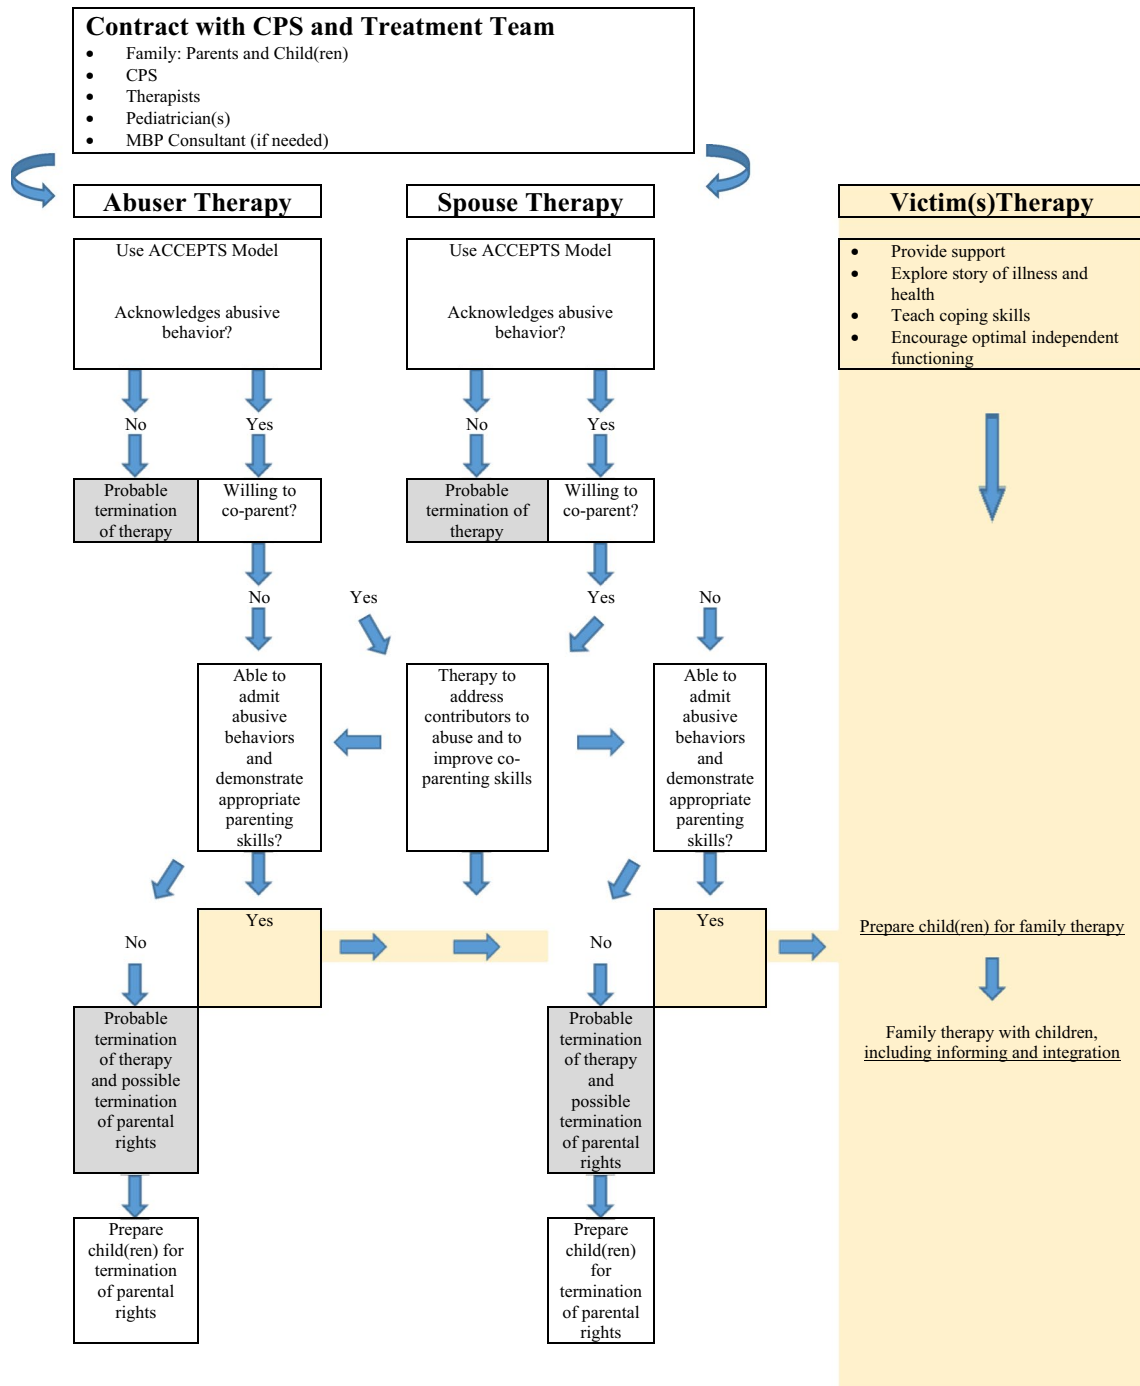 Contract with CPS and Treatment Team
• Family: Parents and Child(ren)
• CPS
• Therapists
• Pediatrician(s)
• MBP Consultant (if needed)
Abuser Therapy
Use ACCEPTS Model
Acknowledges abusive
behavior?
No
Yes
Probable
termination
of therapy
Willing to
co-parent?
No
Yes
Spouse Therapy
Use ACCEPTS Model
Acknowledges abusive
behavior?
No
Yes
Probable
termination of
therapy
Willing to
co-parent?
Yes
No
Able to
admit
abusive
behaviors
and
demonstrate
appropriate
parenting
skills?
Therapy to
address
contributors to
abuse and to
improve co-
parenting skills
Able to
admit
abusive
behaviors
and
demonstrate
appropriate
parenting
skills?
No
Yes
Probable
termination
of therapy
and possible
termination
of parental
rights
Prepare
child(ren) for
termination
of parental
rights
No
Yes
Probable
termination
of therapy
and
possible
termination
of parental
rights
Prepare
child(ren)
for
termination
of parental
rights
Victim(s)Therapy
• Provide support
• Explore story of illness and
health
• Teach coping skills
• Encourage optimal independent
functioning
Prepare child(ren) for family therapy
Family therapy with children,
including informing and integration